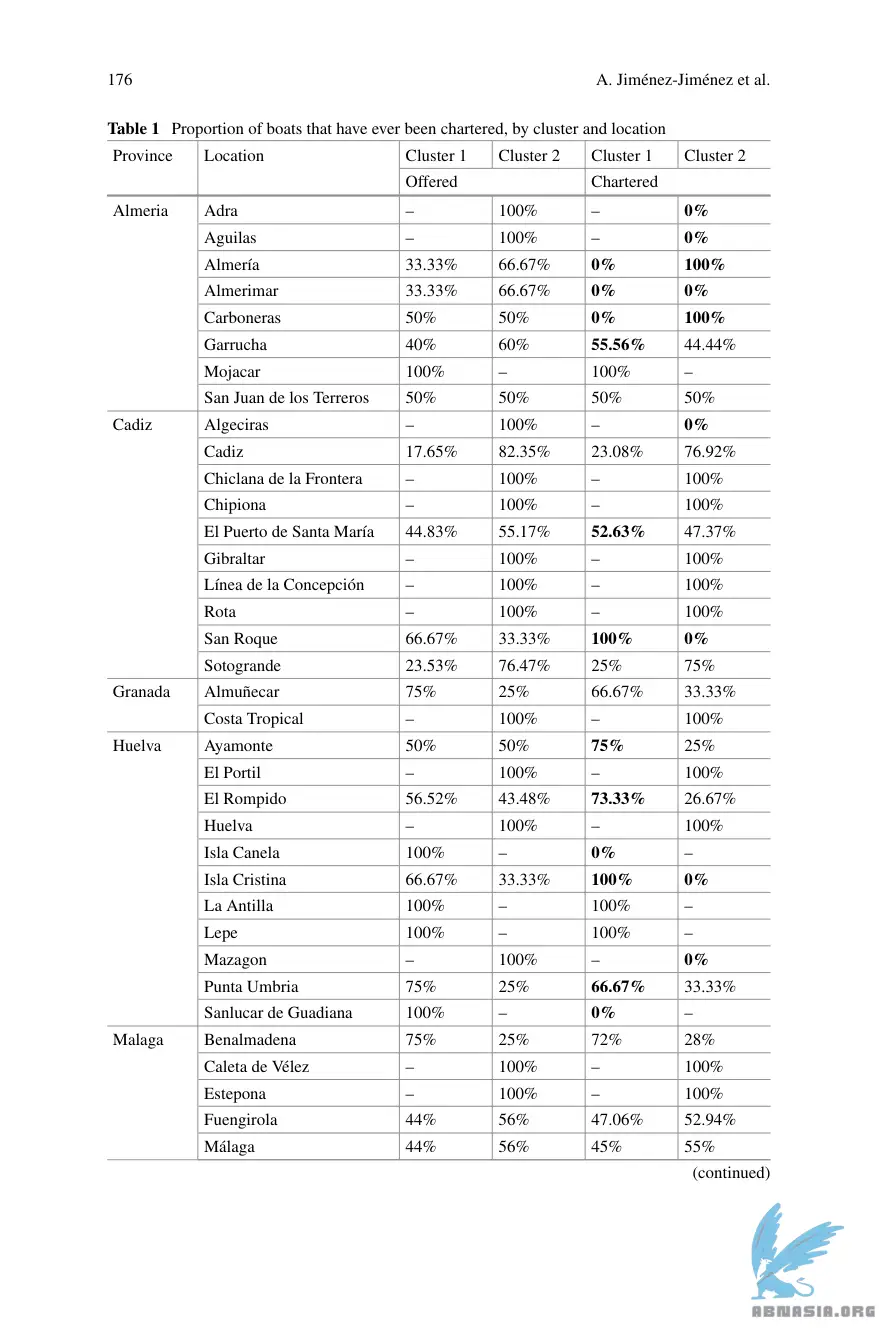 176 A. Jiménez-Jiménez et al.
Table 1 Proportion of boats that have ever been chartered, by cluster and location
Province Location Cluster 1 Cluster 2 Cluster 1 Cluster 2
Offered Chartered
Almeria Adra – 100% – 0%
Aguilas – 100% – 0%
Almería 33.33% 66.67% 0% 100%
Almerimar 33.33% 66.67% 0% 0%
Carboneras 50% 50% 0% 100%
Garrucha 40% 60% 55.56% 44.44%
Mojacar 100% – 100% –
San Juan de los Terreros 50% 50% 50% 50%
Cadiz Algeciras – 100% – 0%
Cadiz 17.65% 82.35% 23.08% 76.92%
Chiclana de la Frontera – 100% – 100%
Chipiona – 100% – 100%
El Puerto de Santa María 44.83% 55.17% 52.63% 47.37%
Gibraltar – 100% – 100%
Línea de la Concepción – 100% – 100%
Rota – 100% – 100%
San Roque 66.67% 33.33% 100% 0%
Sotogrande 23.53% 76.47% 25% 75%
Granada Almuñecar 75% 25% 66.67% 33.33%
Costa Tropical – 100% – 100%
Huelva Ayamonte 50% 50% 75% 25%
El Portil – 100% – 100%
El Rompido 56.52% 43.48% 73.33% 26.67%
Huelva – 100% – 100%
Isla Canela 100% – 0% –
Isla Cristina 66.67% 33.33% 100% 0%
La Antilla 100% – 100% –
Lepe 100% – 100% –
Mazagon – 100% – 0%
Punta Umbria 75% 25% 66.67% 33.33%
Sanlucar de Guadiana 100% – 0% –
Malaga Benalmadena 75% 25% 72% 28%
Caleta de Vélez – 100% – 100%
Estepona – 100% – 100%
Fuengirola 44% 56% 47.06% 52.94%
Málaga 44% 56% 45% 55%
(continued)
ABNASIA.ORG